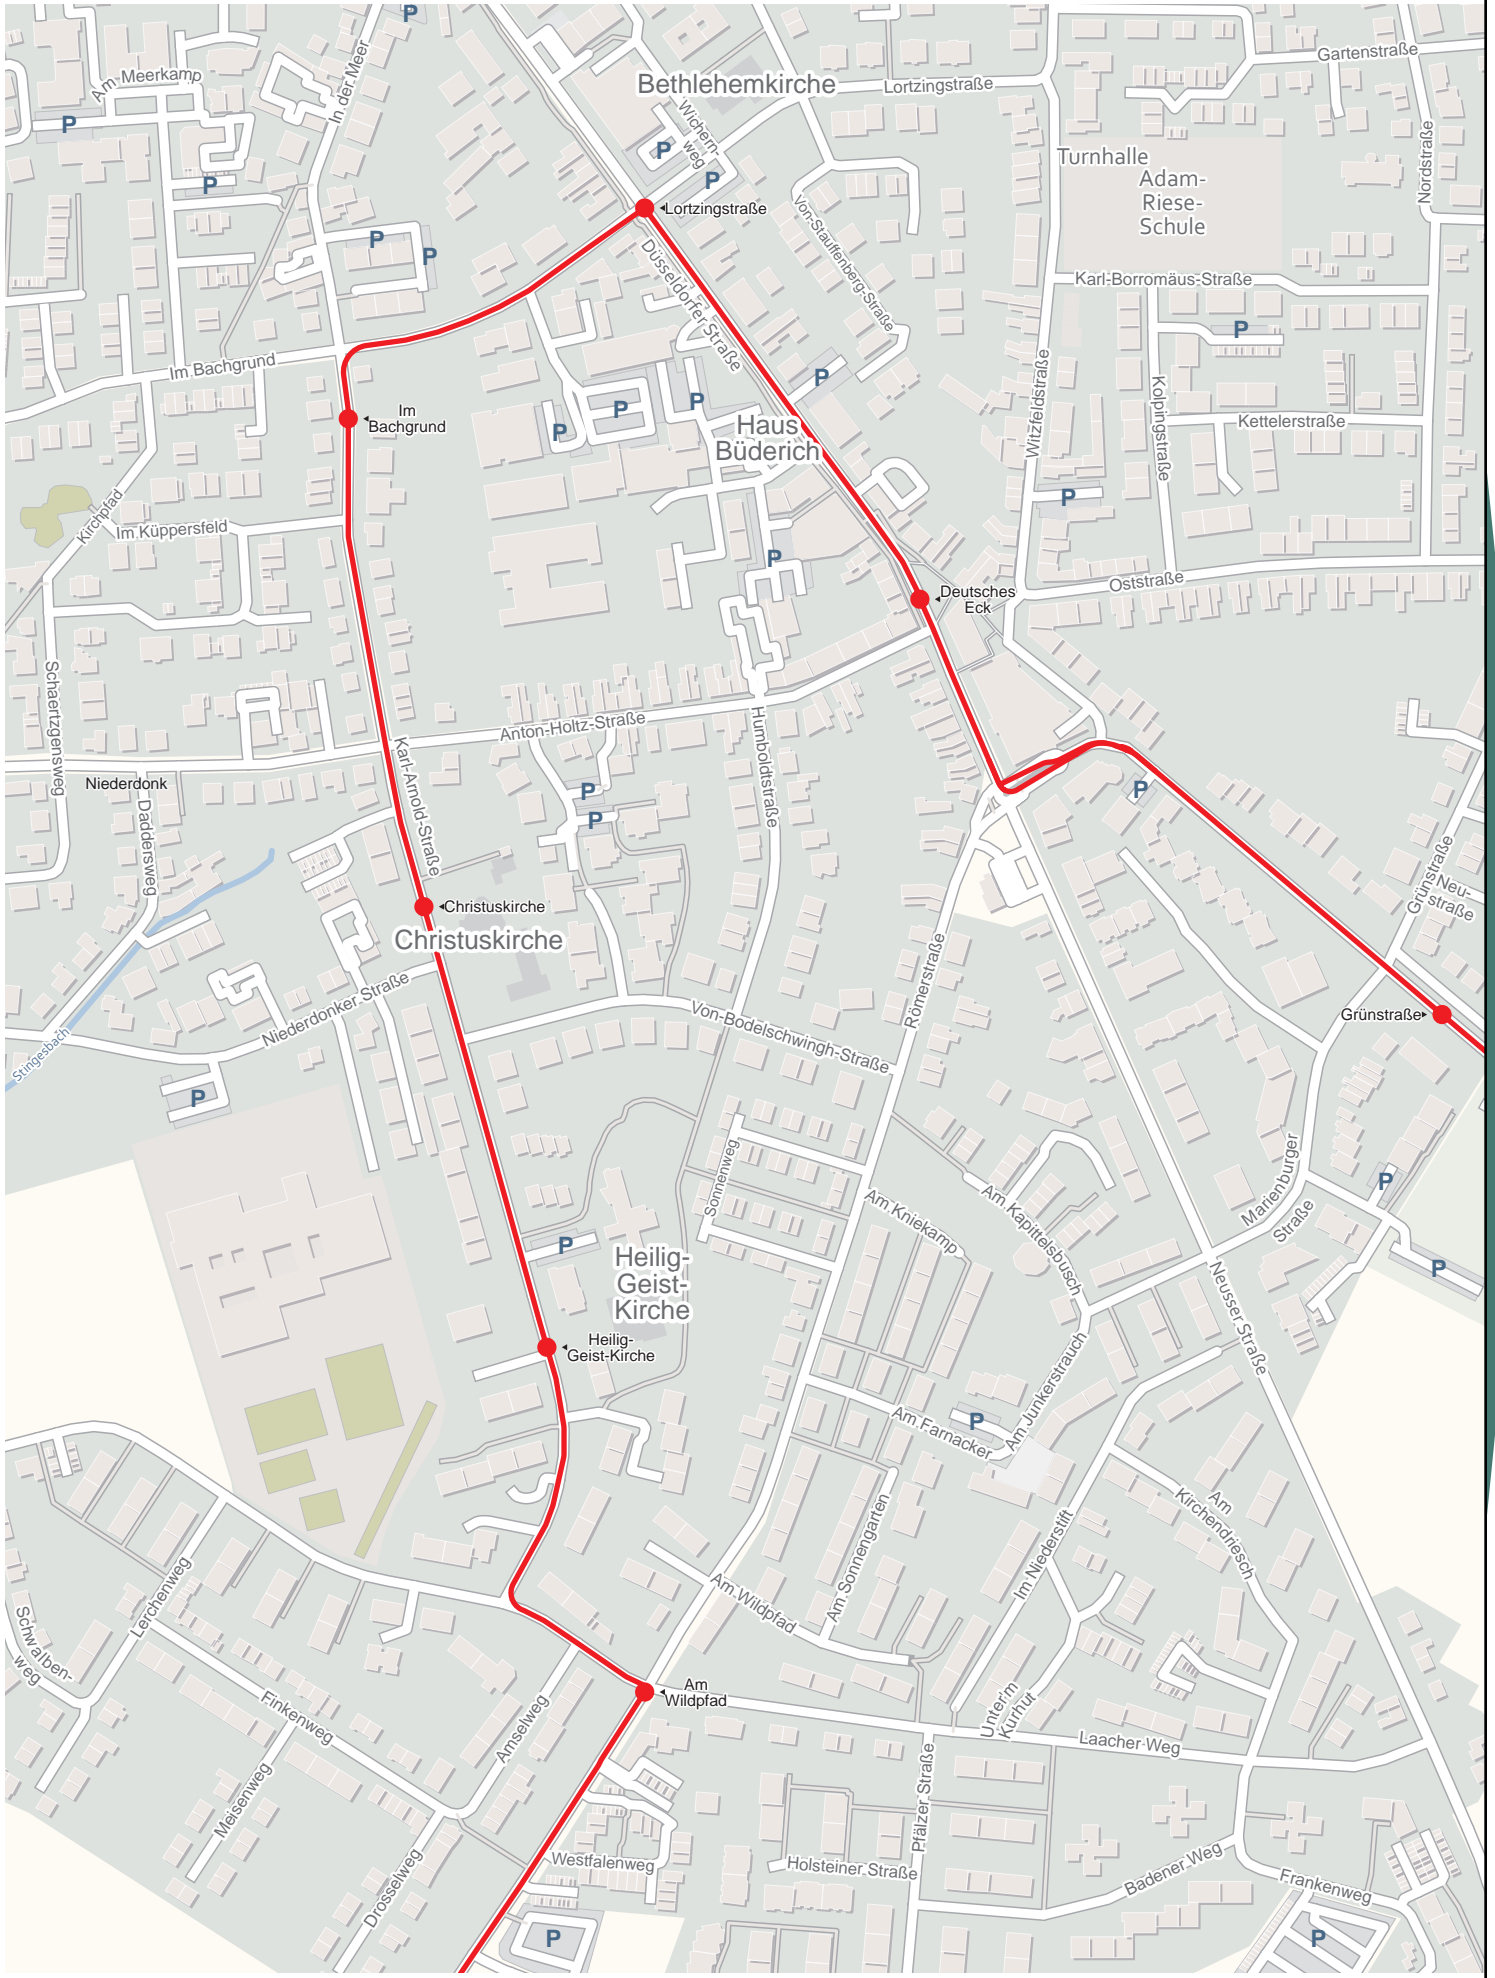 P
Am Meerkamp
In der Meer
P
P
Bethlehemkirche
Lortzingstraße
Gartenstraße
Wichern-
weg
P
P
Turnhalle
Adam-
Riese-
Schule
Nordstraße
Lortzingstraße
Von-Stauffenberg-Straße
P
P
Düsseldorfer Straße
Karl-Borromäus-Straße
P
Im Bachgrund
Im
Bachgrund
P
P
P
P
Haus
Büderich
Witzfeldstraße
Kolpingstraße
Kettelerstraße
P
Kirchpfad
Im Küppersfeld
P
Oststraße
Deutsches
Eck
Schaertzgensweg
Anton-Holtz-Straße
Humboldtstraße
Karl-Arnold-Straße
Niederdonk
Daddersweg
P
P
P
Grünstraße
Neu-
straße
Christuskirche
Christuskirche
Römerstraße
Niederdonker Straße
Von-Bodelschwingh-Straße
Grünstraße
Stingesbach
P
Sonnenweg
Am Kniekamp
Am Kapittelsbusch
Marienburger
Straße
P
P
P
Heilig-
Geist-
Kirche
Heilig-
Geist-Kirche
Neusser Straße
Am Junkerstrauch
P
Am Farnacker
Am Sonnengarten
Im Niederstift
Am
Kirchendriesch
Lerchenweg
Schwalben-
weg
Am Wildpfad
Am
Wildpfad
Finkenweg
Amselweg
Unter'm
Kurhut
Laacher Weg
Meisenweg
Pfälzer Straße
Drosselweg
Westfalenweg
Holsteiner Straße
Badener Weg
Frankenweg
P
P